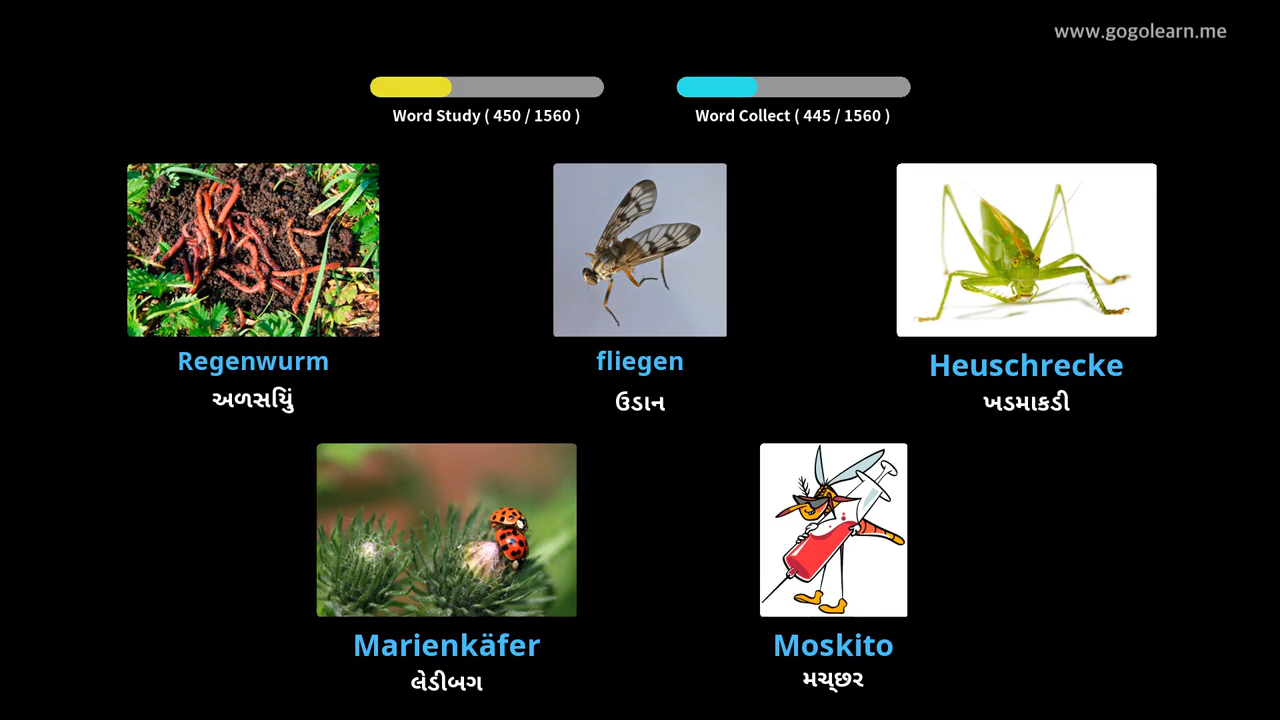 www.gogolearn.me
Word Study ( 450 / 1560 )
Word Collect ( 445 / 1560 )
Regenwurm
fliegen
Heuschrecke
અળસિયું
ઉડાન
ખડમાકડી
Marienkäfer
Moskito
લેડીબગ
મચ્છર